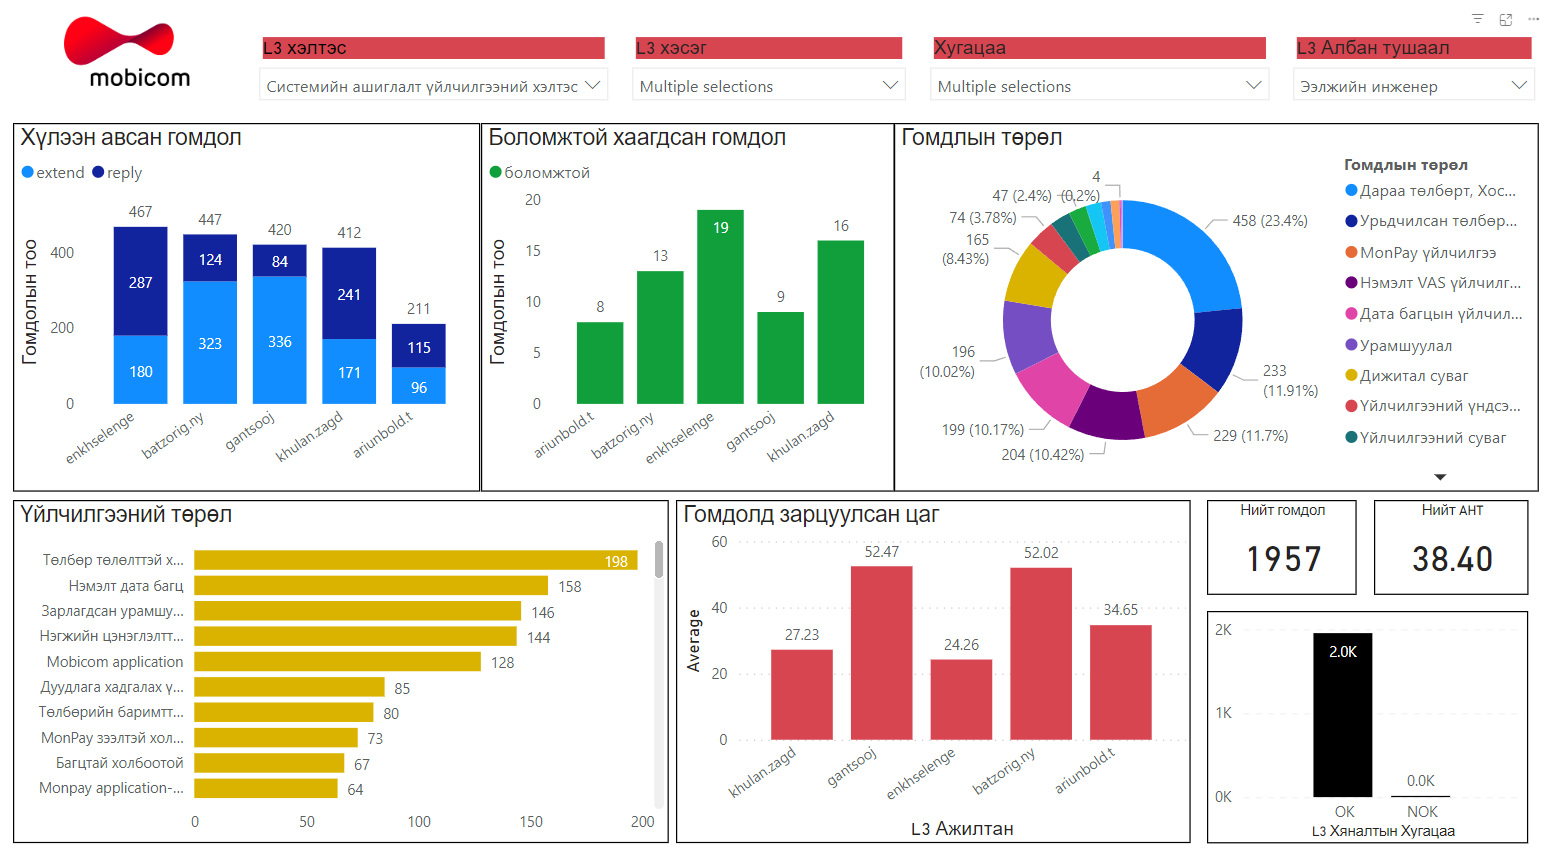 mobicom
L3 хэлтэс
L3 хэсэг
Хугацаа
L3 Албан тушаал
Системийн ашиглалт үйлчилгээний хэлтэс
Multiple selections
Multiple selections
Ээлжийн инженер
Хүлээн авсан гомдол
extend
reply
Гомдолын тоо
400
200
0
467
447
420
412
211
287
124
84
241
115
180
323
336
171
96
enkhselenge
batzorig.ny
gantsooj
khulan.zagd
ariunbold.t
Боломжтой хаагдсан гомдол
боломжтой
Гомдолын тоо
20
15
10
5
0
8
13
19
9
16
ariunbold.t
batzorig.ny
enkhselenge
gantsooj
khulan.zagd
Гомдлын төрөл
4
47 (2.4%)
(0.2%)
74 (3.78%)
165
(8.43%)
196
(10.02%)
199 (10.17%)
204 (10.42%)
229 (11.7%)
233
(11.91%)
458 (23.4%)
Гомдлын төрөл
Дараа төлбөрт, Хос...
Урьдчилсан төлбөр...
MonPay үйлчилгээ
Нэмэлт VAS үйлчилг...
Дата багцын үйлчил...
Урамшуулал
Дижитал суваг
Үйлчилгээний үндсэ...
Үйлчилгээний суваг
Үйлчилгээний төрөл
Төлбөр төлөлттэй х... 198
Нэмэлт дата багц 158
Зарлагдсан урамшу... 146
Нэгжийн цэнэглэлтт... 144
Mobicom application 128
Дуудлага хадгалах ү... 85
Төлбөрийн баримтт... 80
MonPay зээлтэй хол... 73
Багцтай холбоотой 67
Monpay application-... 64
0 50 100 150 200
Гомдолд зарцуулсан цаг
Average
60
40
20
0
27.23
52.47
24.26
52.02
34.65
khulan.zagd
gantsooj
enkhselenge
batzorig.ny
ariunbold.t
L3 Ажилтан
Нийт гомдол
1957
Нийт АНТ
38.40
2K
1K
0K
2.0K
0.0K
OK
NOK
L3 Хяналтын Хугацаа